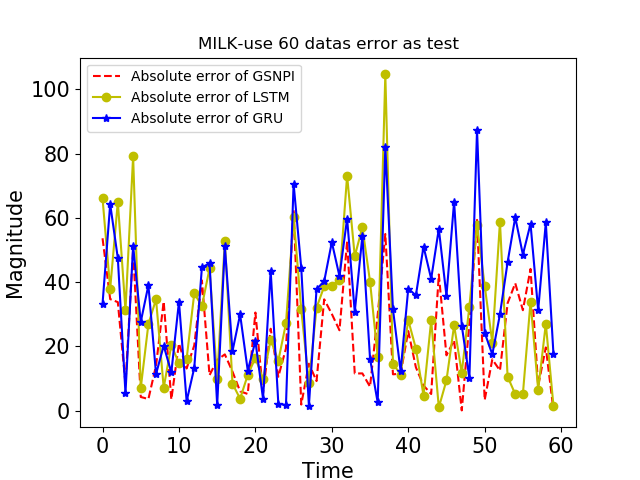 MILK-use 60 datas error as test
Absolute error of GSNPI
Absolute error of LSTM
Absolute error of GRU
100
80
60
40
20
0
Magnitude
0 10 20 30 40 50 60
Time